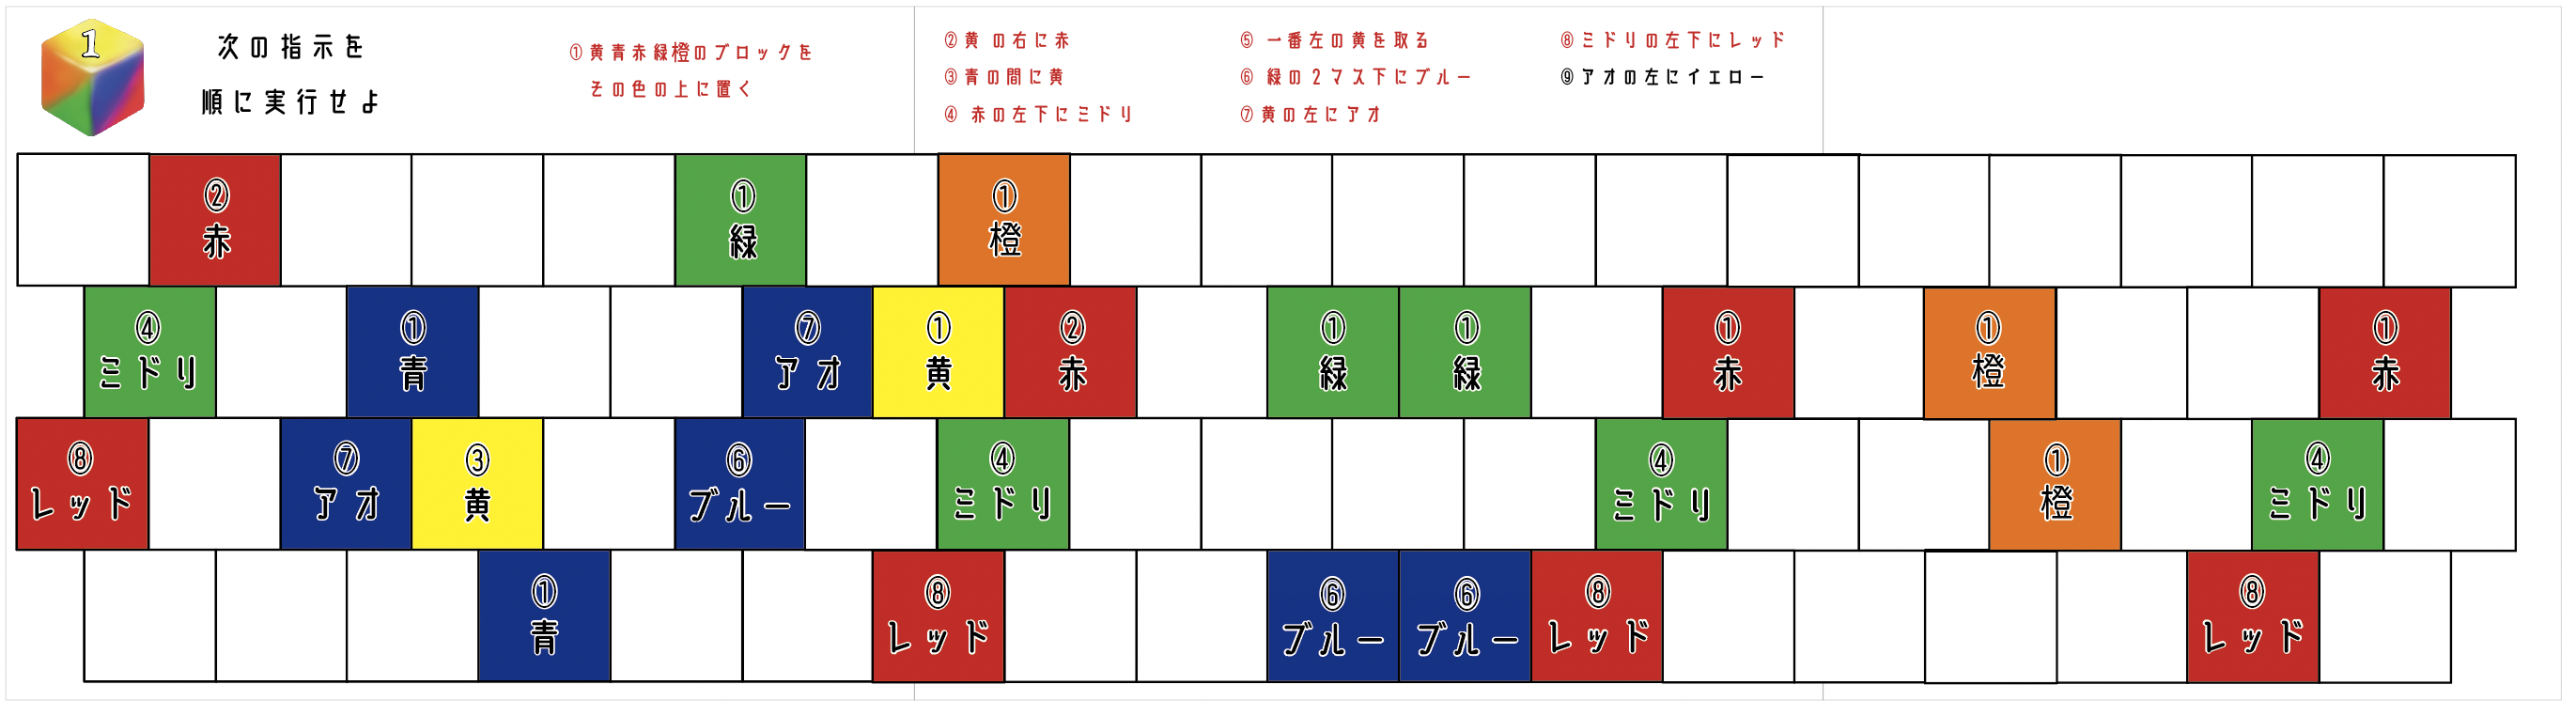 1
次の指示を
順に実行せよ
①黄青赤緑橙のブロックを
その色の上に置く
②黄 の右に赤
③青の間に黄
④ 赤の左下にミドリ
⑤ 一番左の黄を取る
⑥ 緑の2マス下にブルー
⑦黄の左にアオ
⑧ミドリの左下にレッド
⑨アオの左にイエロー
② ① ①
赤 緑 橙
④ ① ⑦ ① ② ① ① ① ① ①
ミドリ 青 アオ 黄 赤 緑 緑 赤 橙 赤
⑧ ⑦ ③ ⑥ ④ ④ ① ④
レッド アオ 黄 ブルー ミドリ ミドリ 橙 ミドリ
① ⑧ ⑥ ⑥ ⑧ ⑧
青 レッド ブルー ブルー レッド レッド